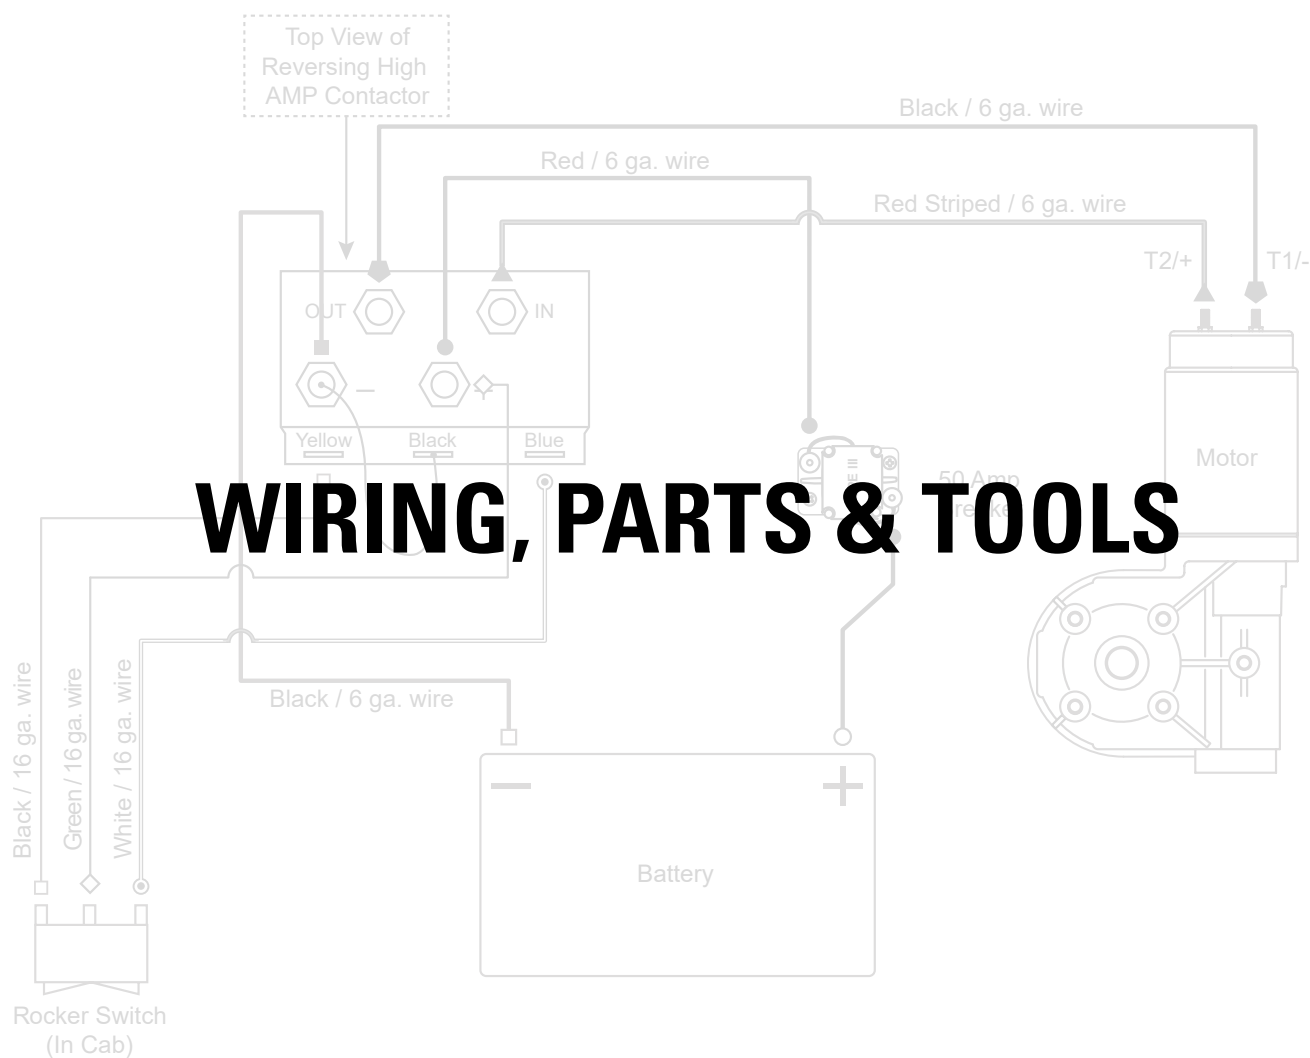 Top View of
Reversing High
AMP Contactor
Black / 6 ga. wire
Red / 6 ga. wire
Red Striped / 6 ga. wire
T2/+
T1/-
OUT
IN
Yellow
Black
Blue
Motor
50 Amp
WIRING, PARTS & TOOLS
Black / 16 ga. wire
Green / 16 ga. wire
White / 16 ga. wire
Black / 6 ga. wire
Battery
Rocker Switch
(In Cab)